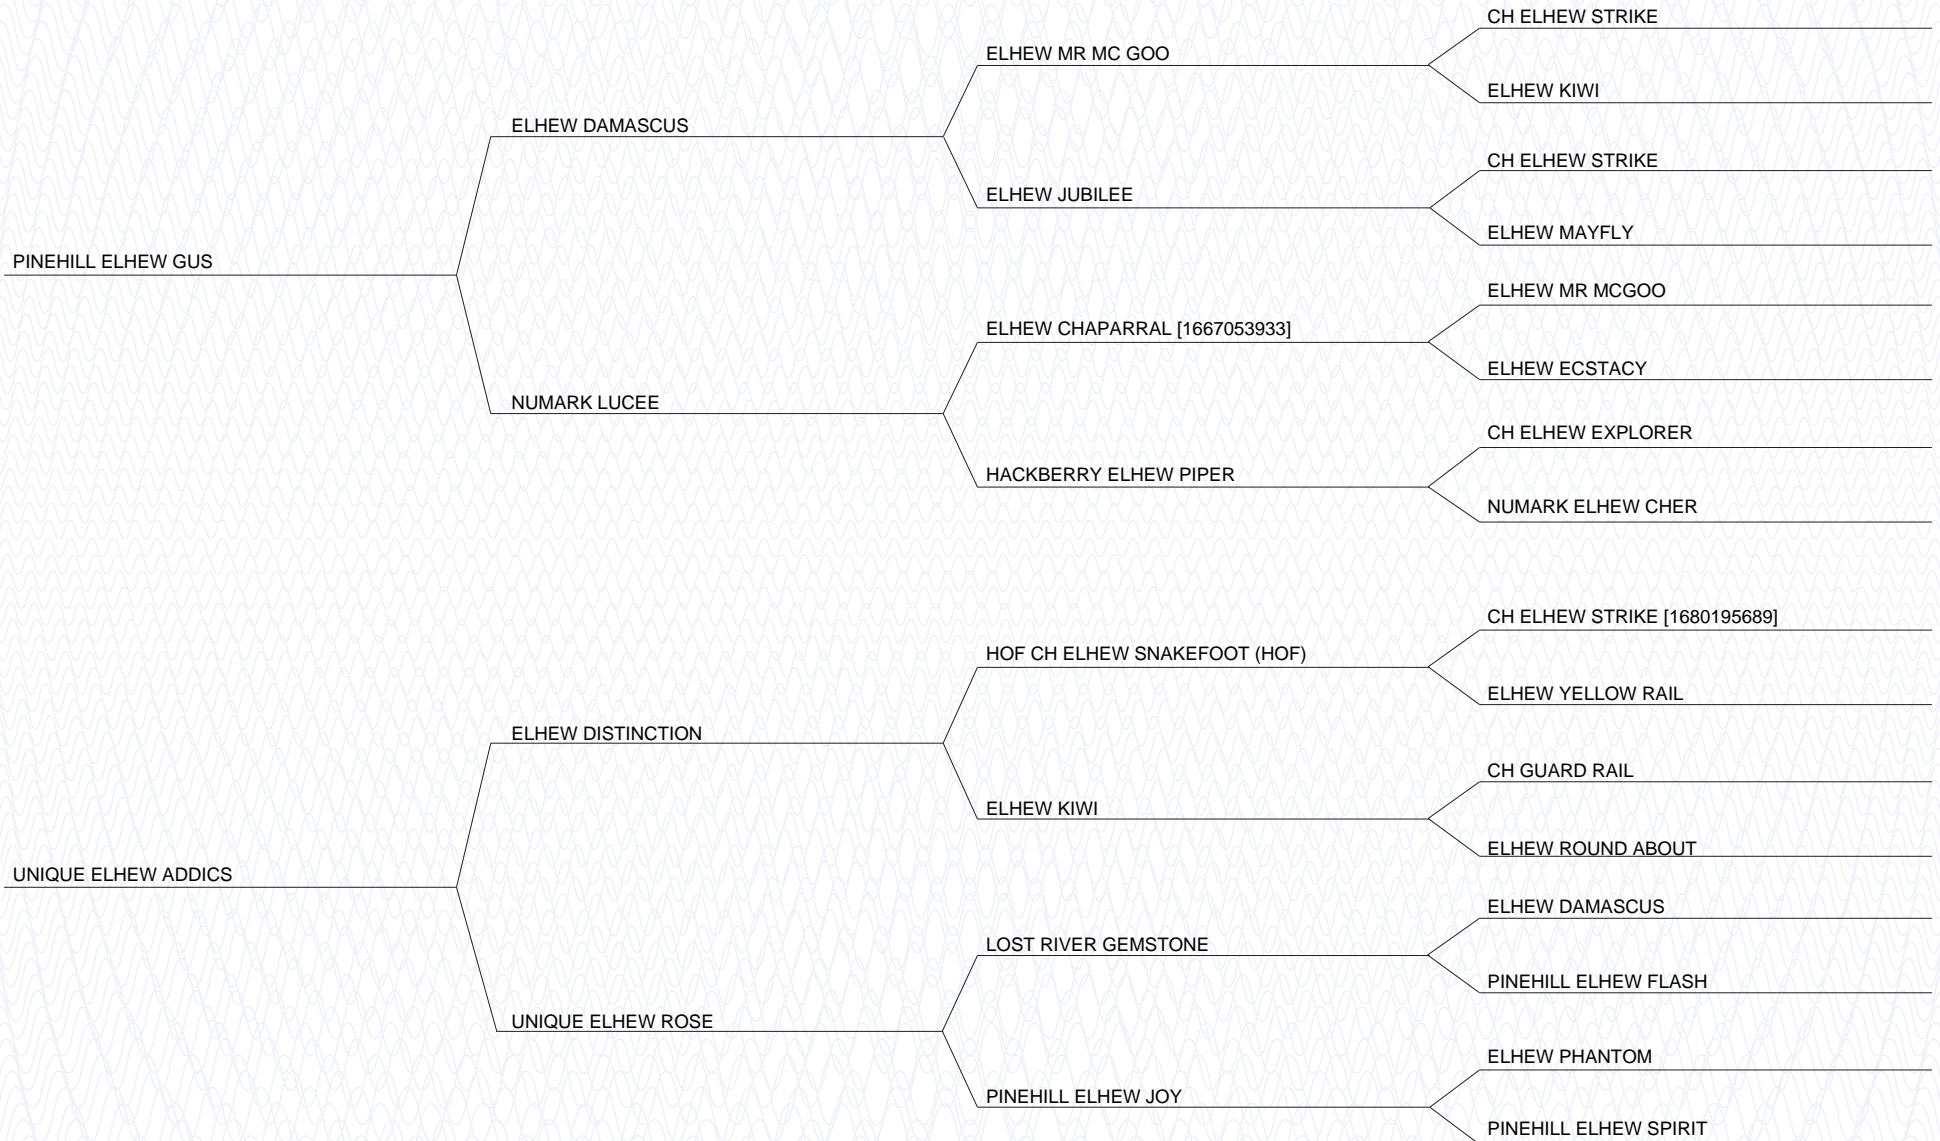 CH ELHEW STRIKE
ELHEW MR MC GOO
ELHEW KIWI
ELHEW DAMASCUS
CH ELHEW STRIKE
ELHEW JUBILEE
ELHEW MAYFLY
PINEHILL ELHEW GUS
ELHEW MR MCGOO
ELHEW CHAPARRAL [1667053933]
ELHEW ECSTACY
NUMARK LUCEE
CH ELHEW EXPLORER
HACKBERRY ELHEW PIPER
NUMARK ELHEW CHER
CH ELHEW STRIKE [1680195689]
HOF CH ELHEW SNAKEFOOT (HOF)
ELHEW YELLOW RAIL
ELHEW DISTINCTION
CH GUARD RAIL
ELHEW KIWI
ELHEW ROUND ABOUT
UNIQUE ELHEW ADDICS
ELHEW DAMASCUS
LOST RIVER GEMSTONE
PINEHILL ELHEW FLASH
UNIQUE ELHEW ROSE
ELHEW PHANTOM
PINEHILL ELHEW JOY
PINEHILL ELHEW SPIRIT